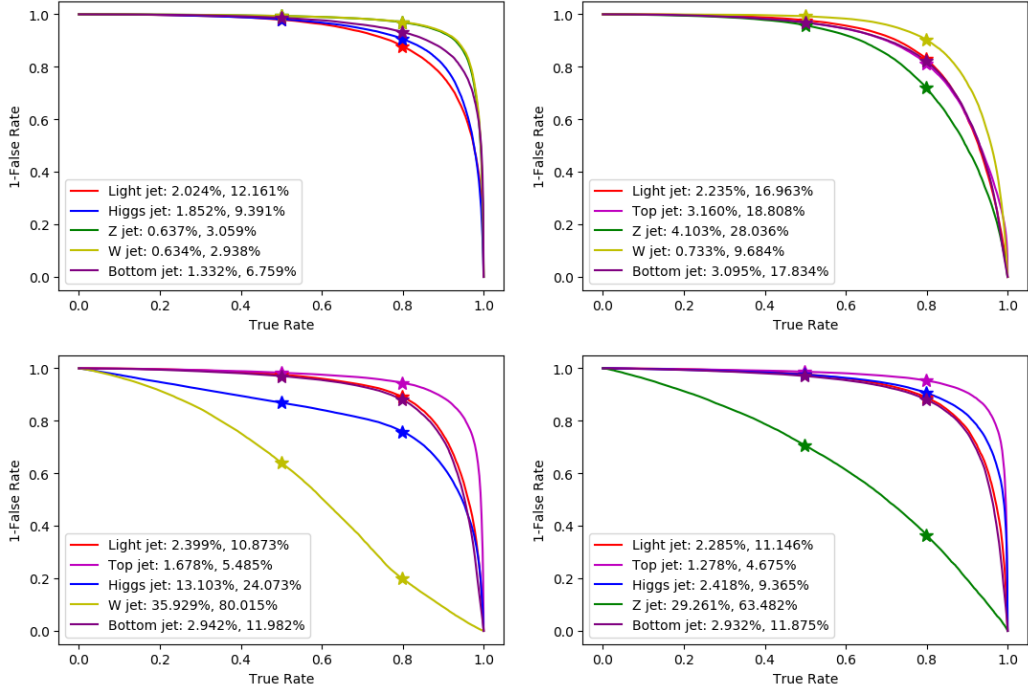 1.0
0.8
0.6
0.4
0.2
0.0
1-False Rate
Light jet: 2.024%, 12.161%
Higgs jet: 1.852%, 9.391%
Z jet: 0.637%, 3.059%
W jet: 0.634%, 2.938%
Bottom jet: 1.332%, 6.759%
0.0 0.2 0.4 0.6 0.8 1.0
True Rate
1.0
0.8
0.6
0.4
0.2
0.0
1-False Rate
Light jet: 2.235%, 16.963%
Top jet: 3.160%, 18.808%
Z jet: 4.103%, 28.036%
W jet: 0.733%, 9.684%
Bottom jet: 3.095%, 17.834%
0.0 0.2 0.4 0.6 0.8 1.0
True Rate
1.0
0.8
0.6
0.4
0.2
0.0
1-False Rate
Light jet: 2.399%, 10.873%
Top jet: 1.678%, 5.485%
Higgs jet: 13.103%, 24.073%
W jet: 35.929%, 80.015%
Bottom jet: 2.942%, 11.982%
0.0 0.2 0.4 0.6 0.8 1.0
True Rate
1.0
0.8
0.6
0.4
0.2
0.0
1-False Rate
Light jet: 2.285%, 11.146%
Top jet: 1.278%, 4.675%
Higgs jet: 2.418%, 9.365%
Z jet: 29.261%, 63.482%
Bottom jet: 2.932%, 11.875%
0.0 0.2 0.4 0.6 0.8 1.0
True Rate